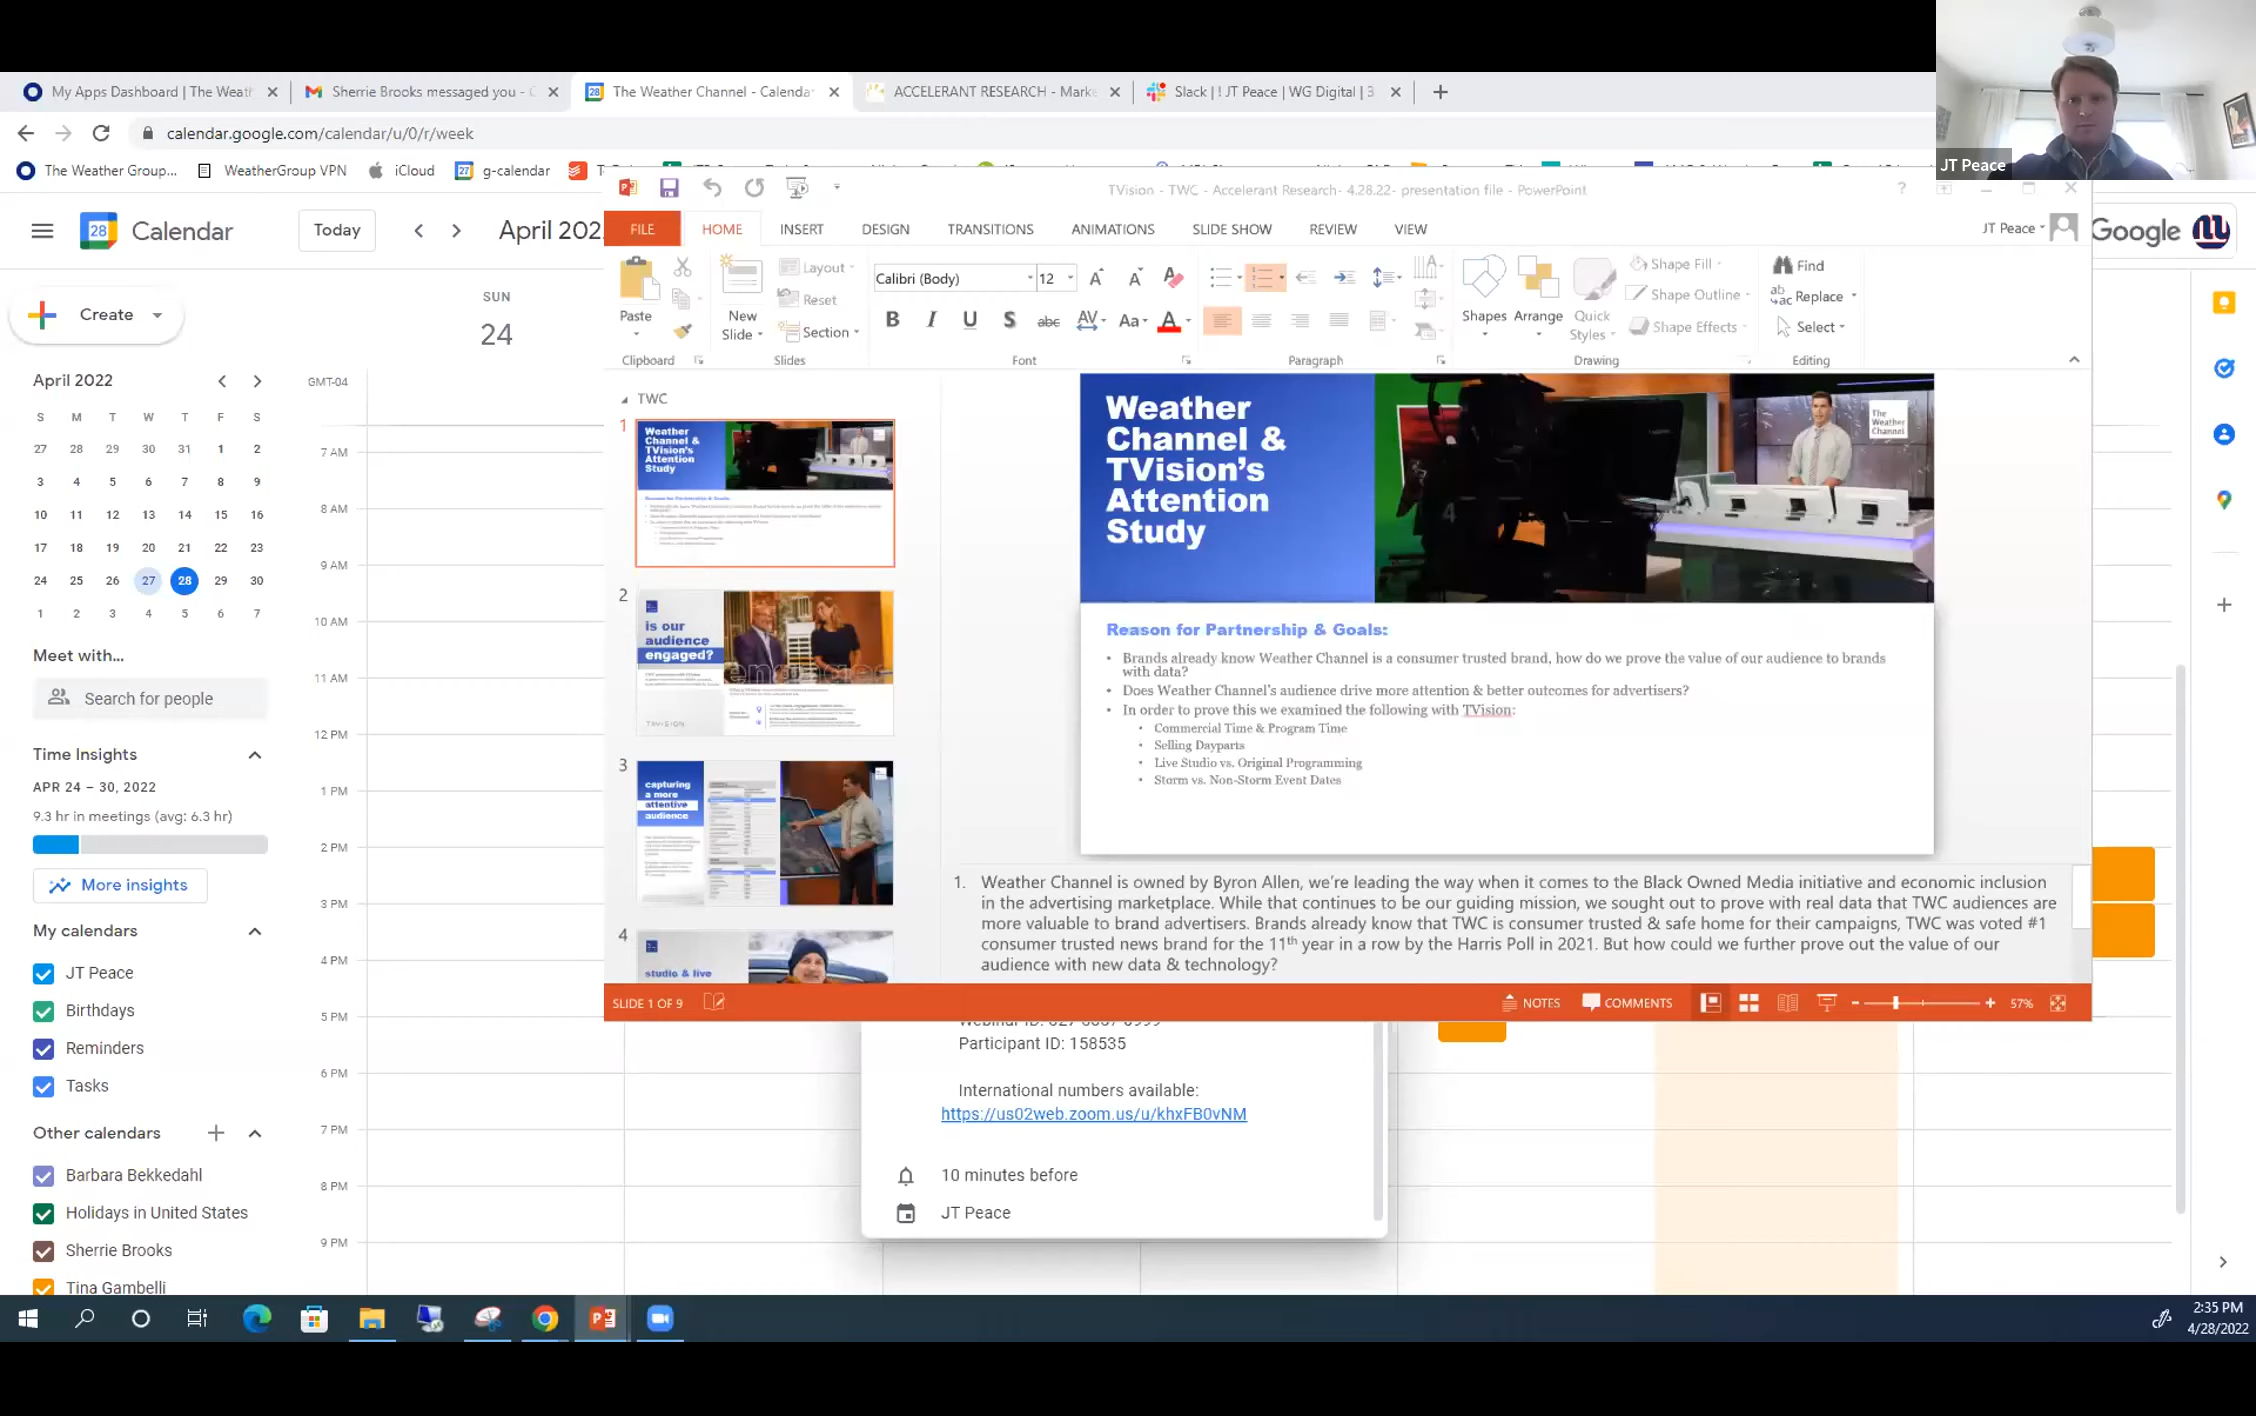 JT Peace
My Apps Dashboard | The Weath
Sherrie Brooks messaged you -
The Weather Channel - Calenda
ACCELERANT RESEARCH - Marke
Slack | ! JT Peace | WG Digital | 3
calendar.google.com/calendar/u/0/r/week
The Weather Group...
WeatherGroup VPN
iCloud
g-calendar
TVision - TWC - Accelerant Research- 4.28.22- presentation file - PowerPoint
FILE HOME INSERT DESIGN TRANSITIONS ANIMATIONS SLIDE SHOW REVIEW VIEW
JT Peace
Google
28 Calendar
Today
April 202
Paste
New Slide
Layout
Reset
Section
Calibri (Body) 12
Shapes Arrange Quick Styles
Shape Fill
Shape Outline
Shape Effects
Find
Replace
Select
Clipboard Slides Font Paragraph Drawing Editing
Create
SUN
24
April 2022
S M T W T F S
27 28 29 30 31 1 2
3 4 5 6 7 8 9
10 11 12 13 14 15 16
17 18 19 20 21 22 23
24 25 26 27 28 29 30
1 2 3 4 5 6 7
GMT-04
7 AM
8 AM
9 AM
10 AM
11 AM
12 PM
1 PM
2 PM
3 PM
4 PM
5 PM
6 PM
7 PM
8 PM
9 PM
Meet with...
Search for people
Time Insights
APR 24 – 30, 2022
9.3 hr in meetings (avg: 6.3 hr)
More insights
My calendars
JT Peace
Birthdays
Reminders
Tasks
Other calendars
Barbara Bekkedahl
Holidays in United States
Sherrie Brooks
Tina Gambelli
TWC
1
Weather
Channel &
TVision's
Attention
Study
2
is our
audience
engaged?
TVISION
3
capturing
a more
attentive
audience
4
studio & live
Weather
Channel &
TVision's
Attention
Study
The
Weather
Channel
4
Reason for Partnership & Goals:
• Brands already know Weather Channel is a consumer trusted brand, how do we prove the value of our audience to brands
with data?
• Does Weather Channel's audience drive more attention & better outcomes for advertisers?
• In order to prove this we examined the following with TVision:
• Commercial Time & Program Time
• Selling Dayparts
• Live Studio vs. Original Programming
• Storm vs. Non-Storm Event Dates
1. Weather Channel is owned by Byron Allen, we're leading the way when it comes to the Black Owned Media initiative and economic inclusion
in the advertising marketplace. While that continues to be our guiding mission, we sought out to prove with real data that TWC audiences are
more valuable to brand advertisers. Brands already know that TWC is consumer trusted & safe home for their campaigns, TWC was voted #1
consumer trusted news brand for the 11th year in a row by the Harris Poll in 2021. But how could we further prove out the value of our
audience with new data & technology?
SLIDE 1 OF 9
NOTES
COMMENTS
57%
Participant ID: 158535
International numbers available:
https://us02web.zoom.us/u/khxFB0vNM
10 minutes before
JT Peace
2:35 PM
4/28/2022